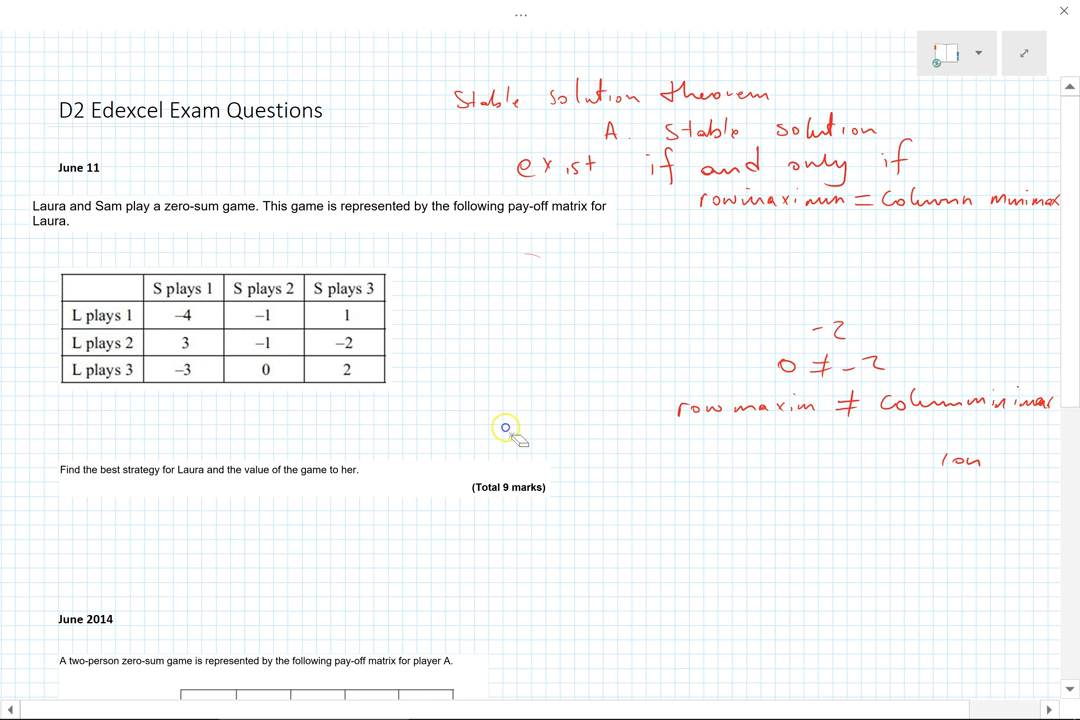 D2 Edexcel Exam Questions
Stable solution theorem
A. stable solution
exist if and only if
row maximin = column minimax
June 11
Laura and Sam play a zero-sum game. This game is represented by the following pay-off matrix for
Laura.
S plays 1 S plays 2 S plays 3
L plays 1 –4 –1 1
L plays 2 3 –1 –2
L plays 3 –3 0 2
-2
0 ≠ -2
row maxim ≠ Columminimax
Find the best strategy for Laura and the value of the game to her.
(Total 9 marks)
June 2014
A two-person zero-sum game is represented by the following pay-off matrix for player A.